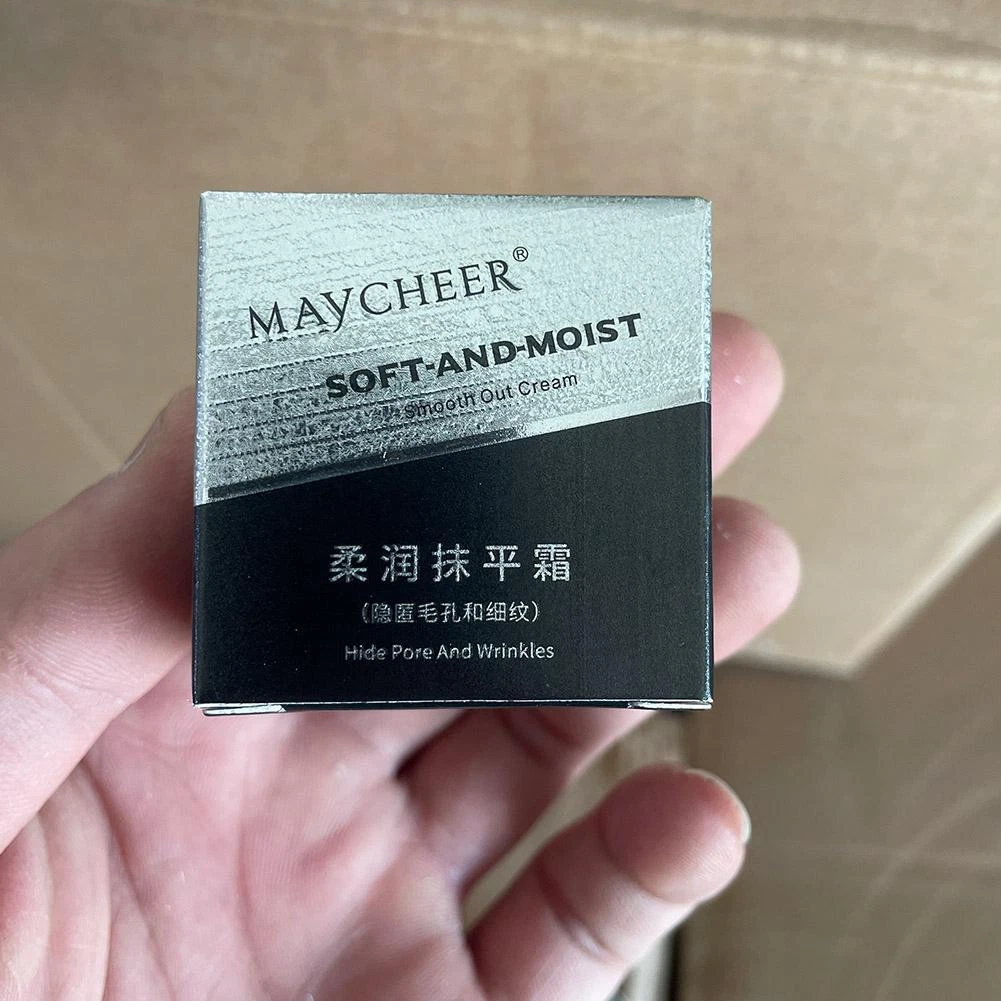 MAYCHEER®
SOFT-AND-MOIST
Smooth Out Cream
柔润抹平霜
（隐匿毛孔和细纹）
Hide Pore And Wrinkles